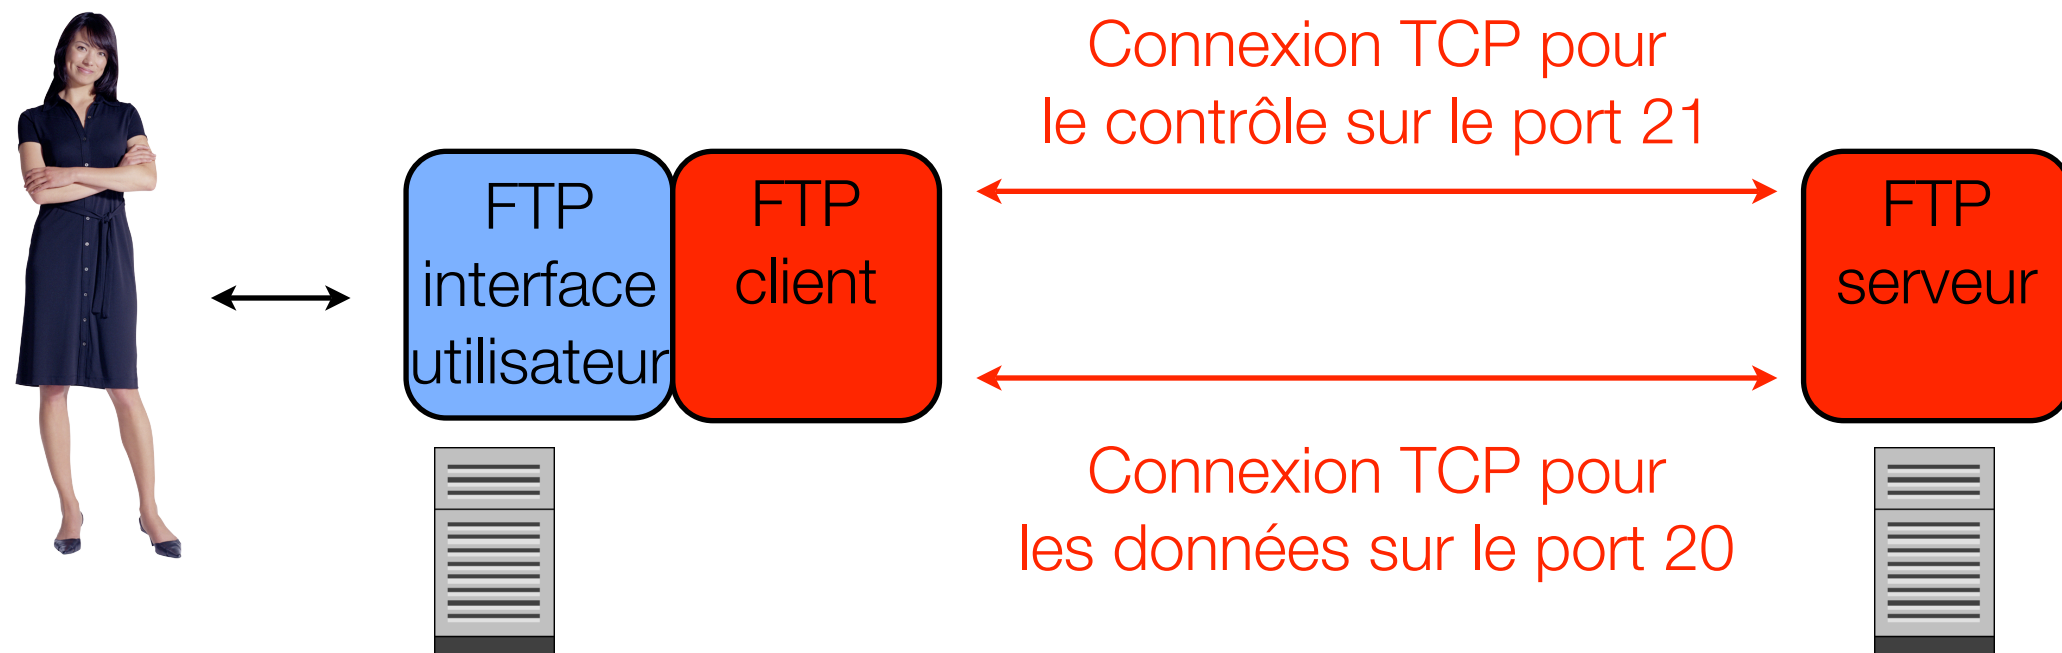 Connexion TCP pour
le contrôle sur le port 21
FTP
interface
utilisateur
FTP
client
FTP
serveur
Connexion TCP pour
les données sur le port 20